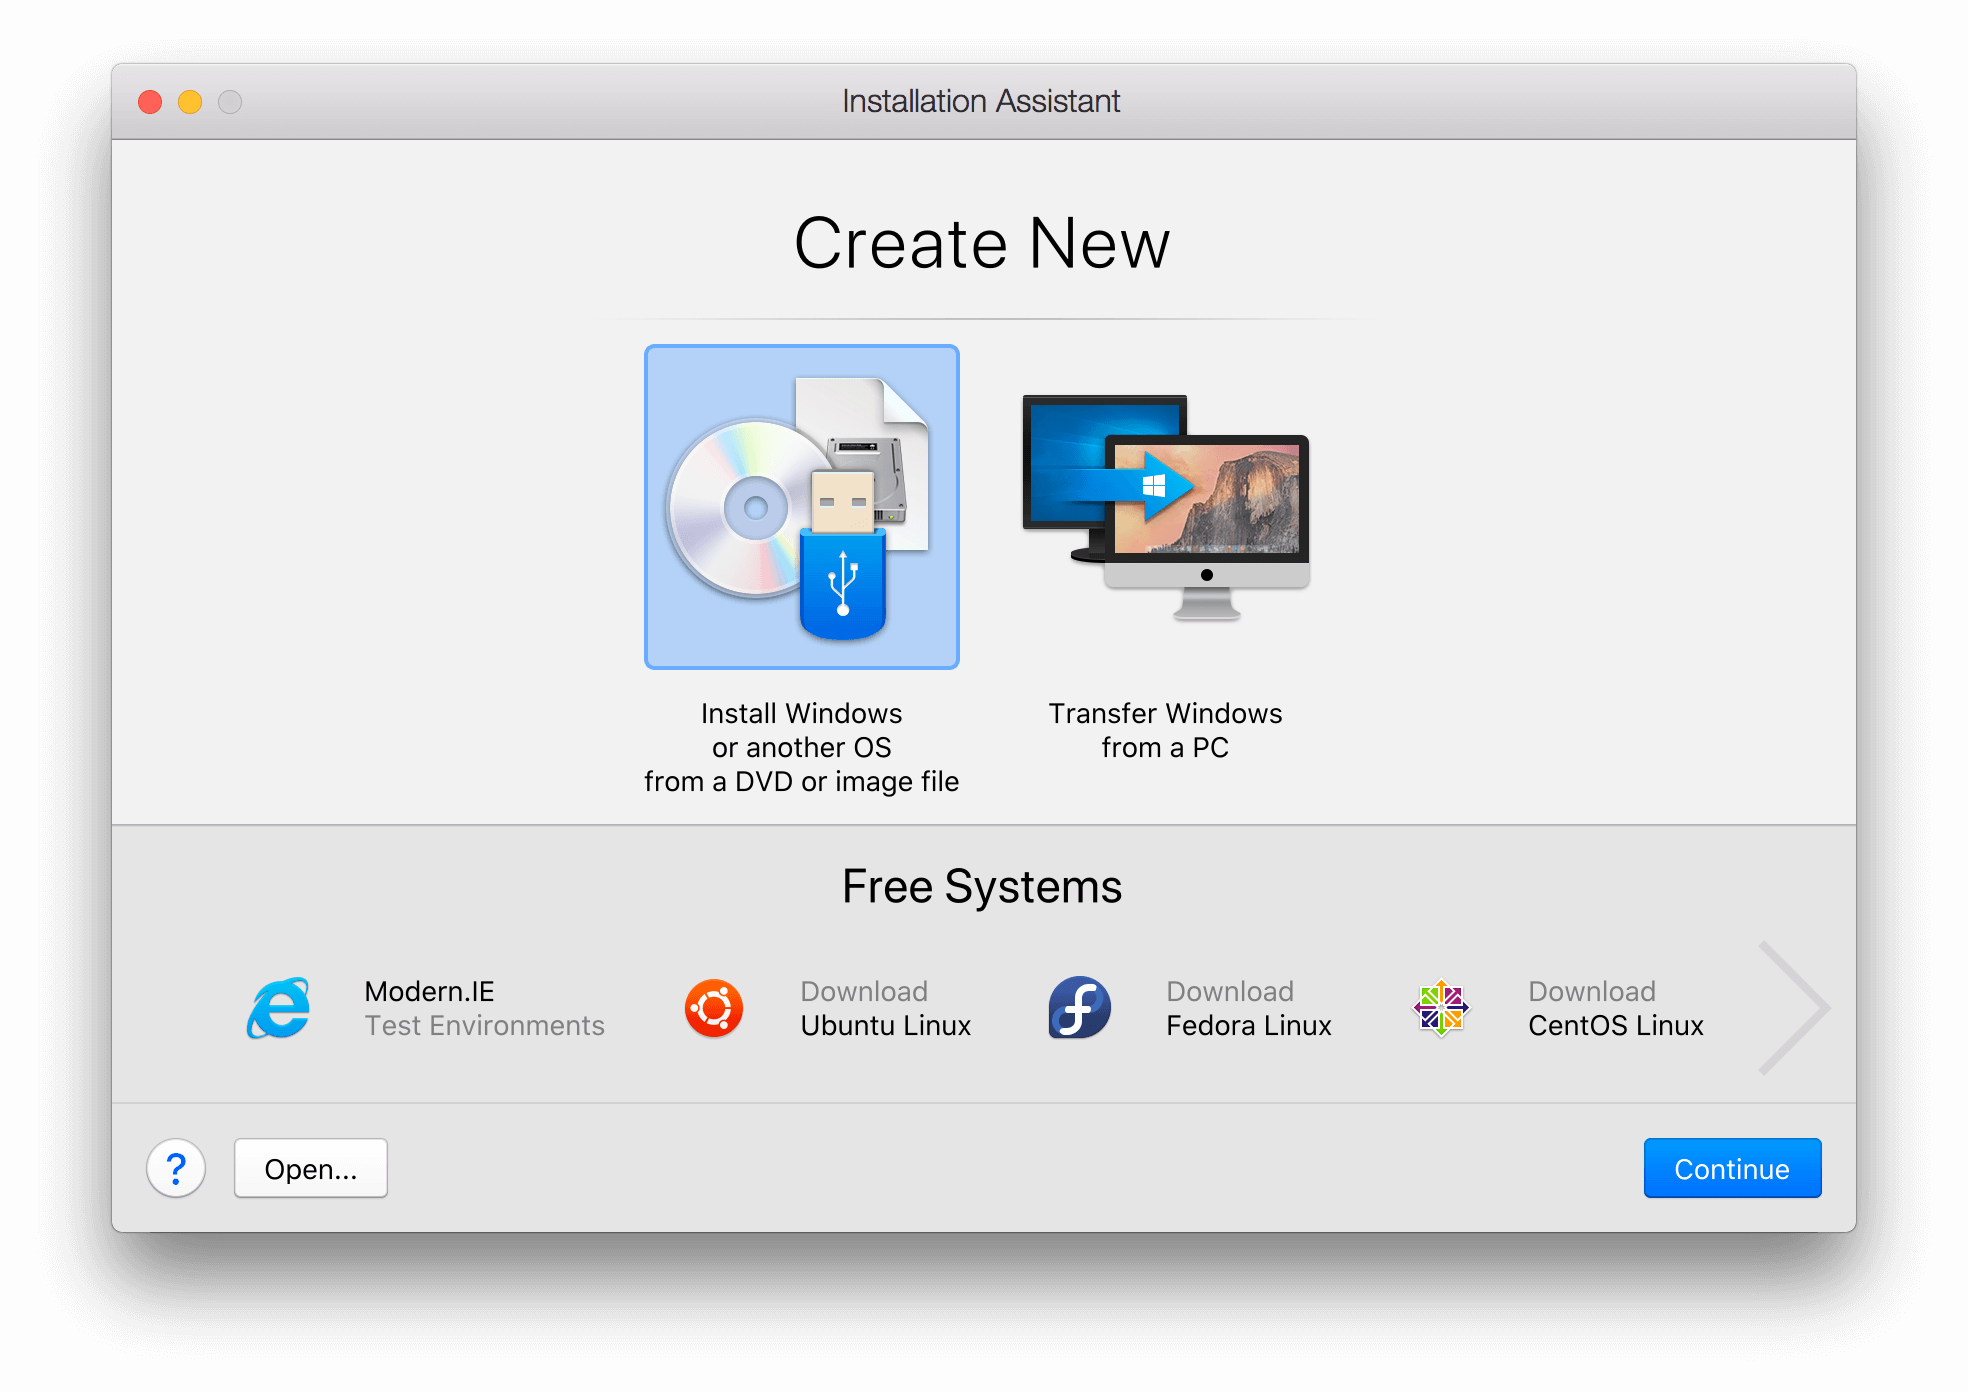 Installation Assistant
Create New
Install Windows
or another OS
from a DVD or image file
Transfer Windows
from a PC
Free Systems
Modern.IE
Test Environments
Download
Ubuntu Linux
Download
Fedora Linux
Download
CentOS Linux
?
Open...
Continue